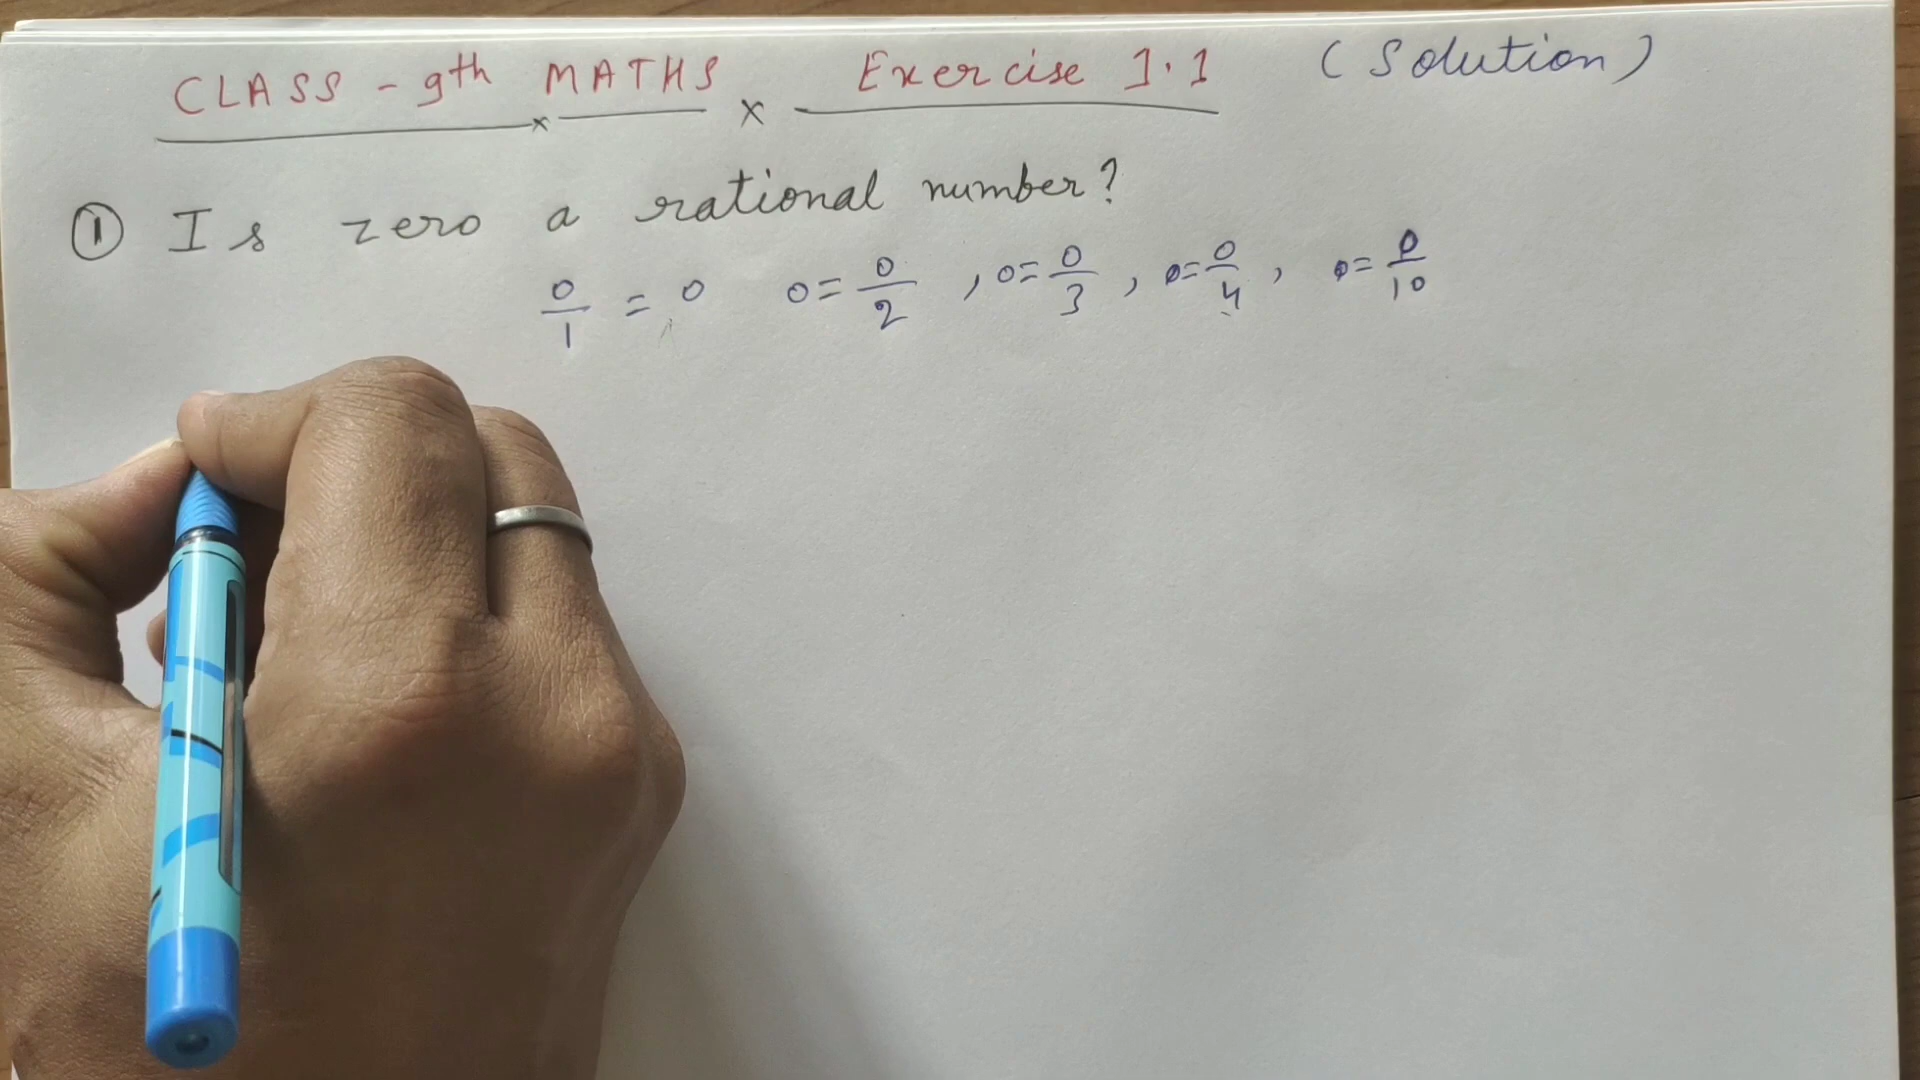 CLASS - 9th MATHS Exercise 1.1 (Solution)
① Is zero a rational number?
0/1 = 0 0 = 0/2 , 0 = 0/3 , 0 = 0/4 , 0 = 0/10